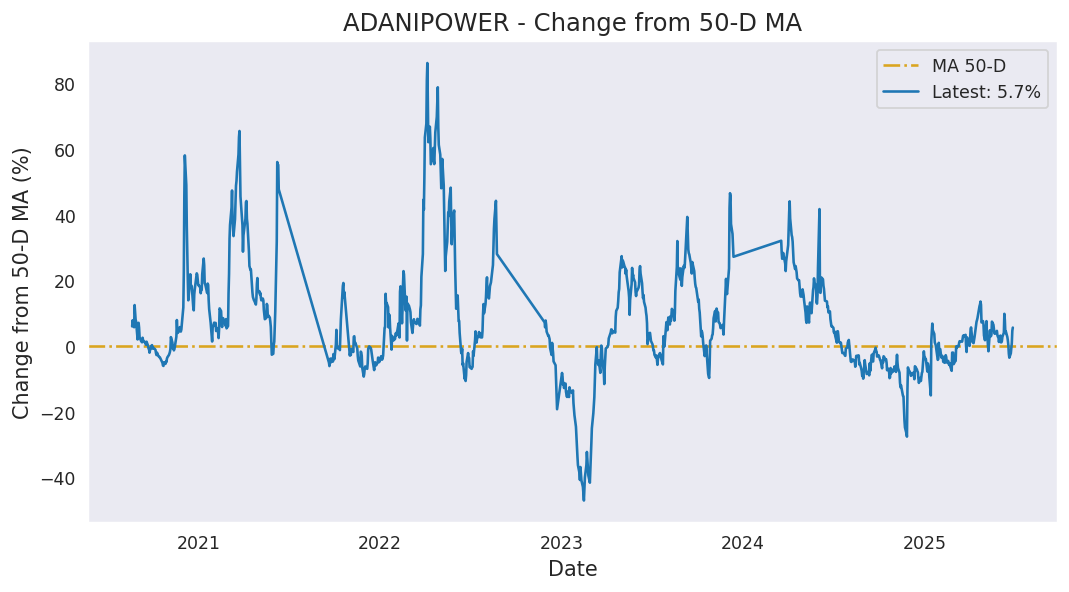 ADANIPOWER - Change from 50-D MA
MA 50-D
Latest: 5.7%
Change from 50-D MA (%)
80
60
40
20
0
−20
−40
2021
2022
2023
2024
2025
Date